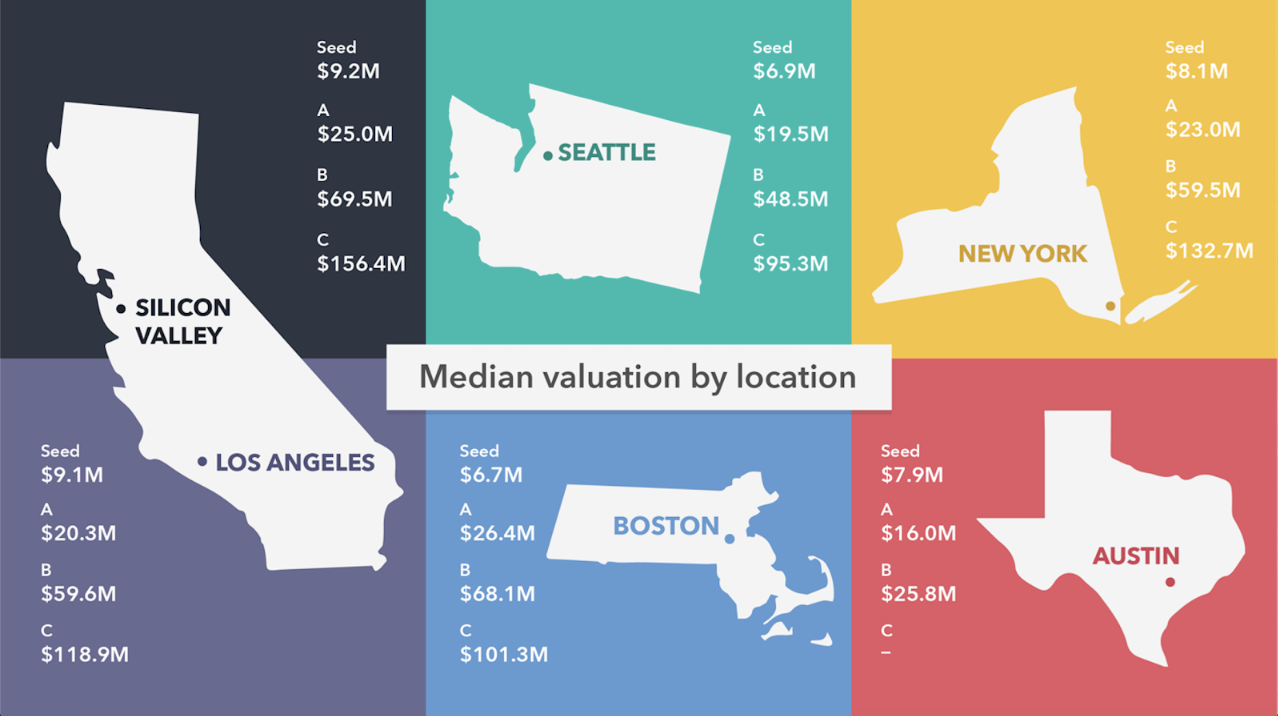 Seed
$9.2M
A
$25.0M
B
$69.5M
C
$156.4M
SILICON
VALLEY
Seed
$6.9M
A
$19.5M
B
$48.5M
C
$95.3M
SEATTLE
Seed
$8.1M
A
$23.0M
B
$59.5M
C
$132.7M
NEW YORK
Median valuation by location
Seed
$9.1M
A
$20.3M
B
$59.6M
C
$118.9M
LOS ANGELES
Seed
$6.7M
A
$26.4M
B
$68.1M
C
$101.3M
BOSTON
Seed
$7.9M
A
$16.0M
B
$25.8M
C
–
AUSTIN